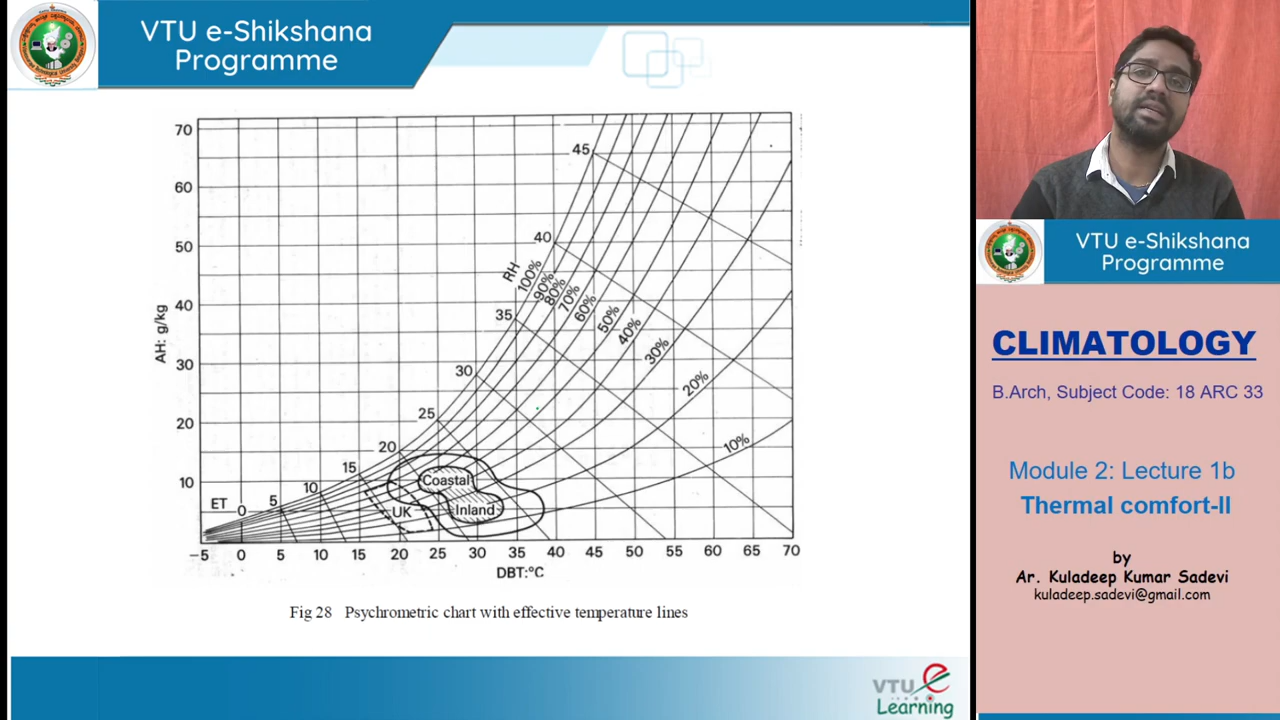 VTU e-Shikshana
Programme
70
60
50
40
30
20
10
AH: g/kg
45
40
35
30
25
20
15
10
5
0
ET
RH
100%
90%
80%
70%
60%
50%
40%
30%
20%
10%
Coastal
Inland
UK
−5 0 5 10 15 20 25 30 35 40 45 50 55 60 65 70
DBT:°C
Fig 28 Psychrometric chart with effective temperature lines
VTU e
Learning
VTU e-Shikshana
Programme
CLIMATOLOGY
B.Arch, Subject Code: 18 ARC 33
Module 2: Lecture 1b
Thermal comfort-II
by
Ar. Kuladeep Kumar Sadevi
kuladeep.sadevi@gmail.com